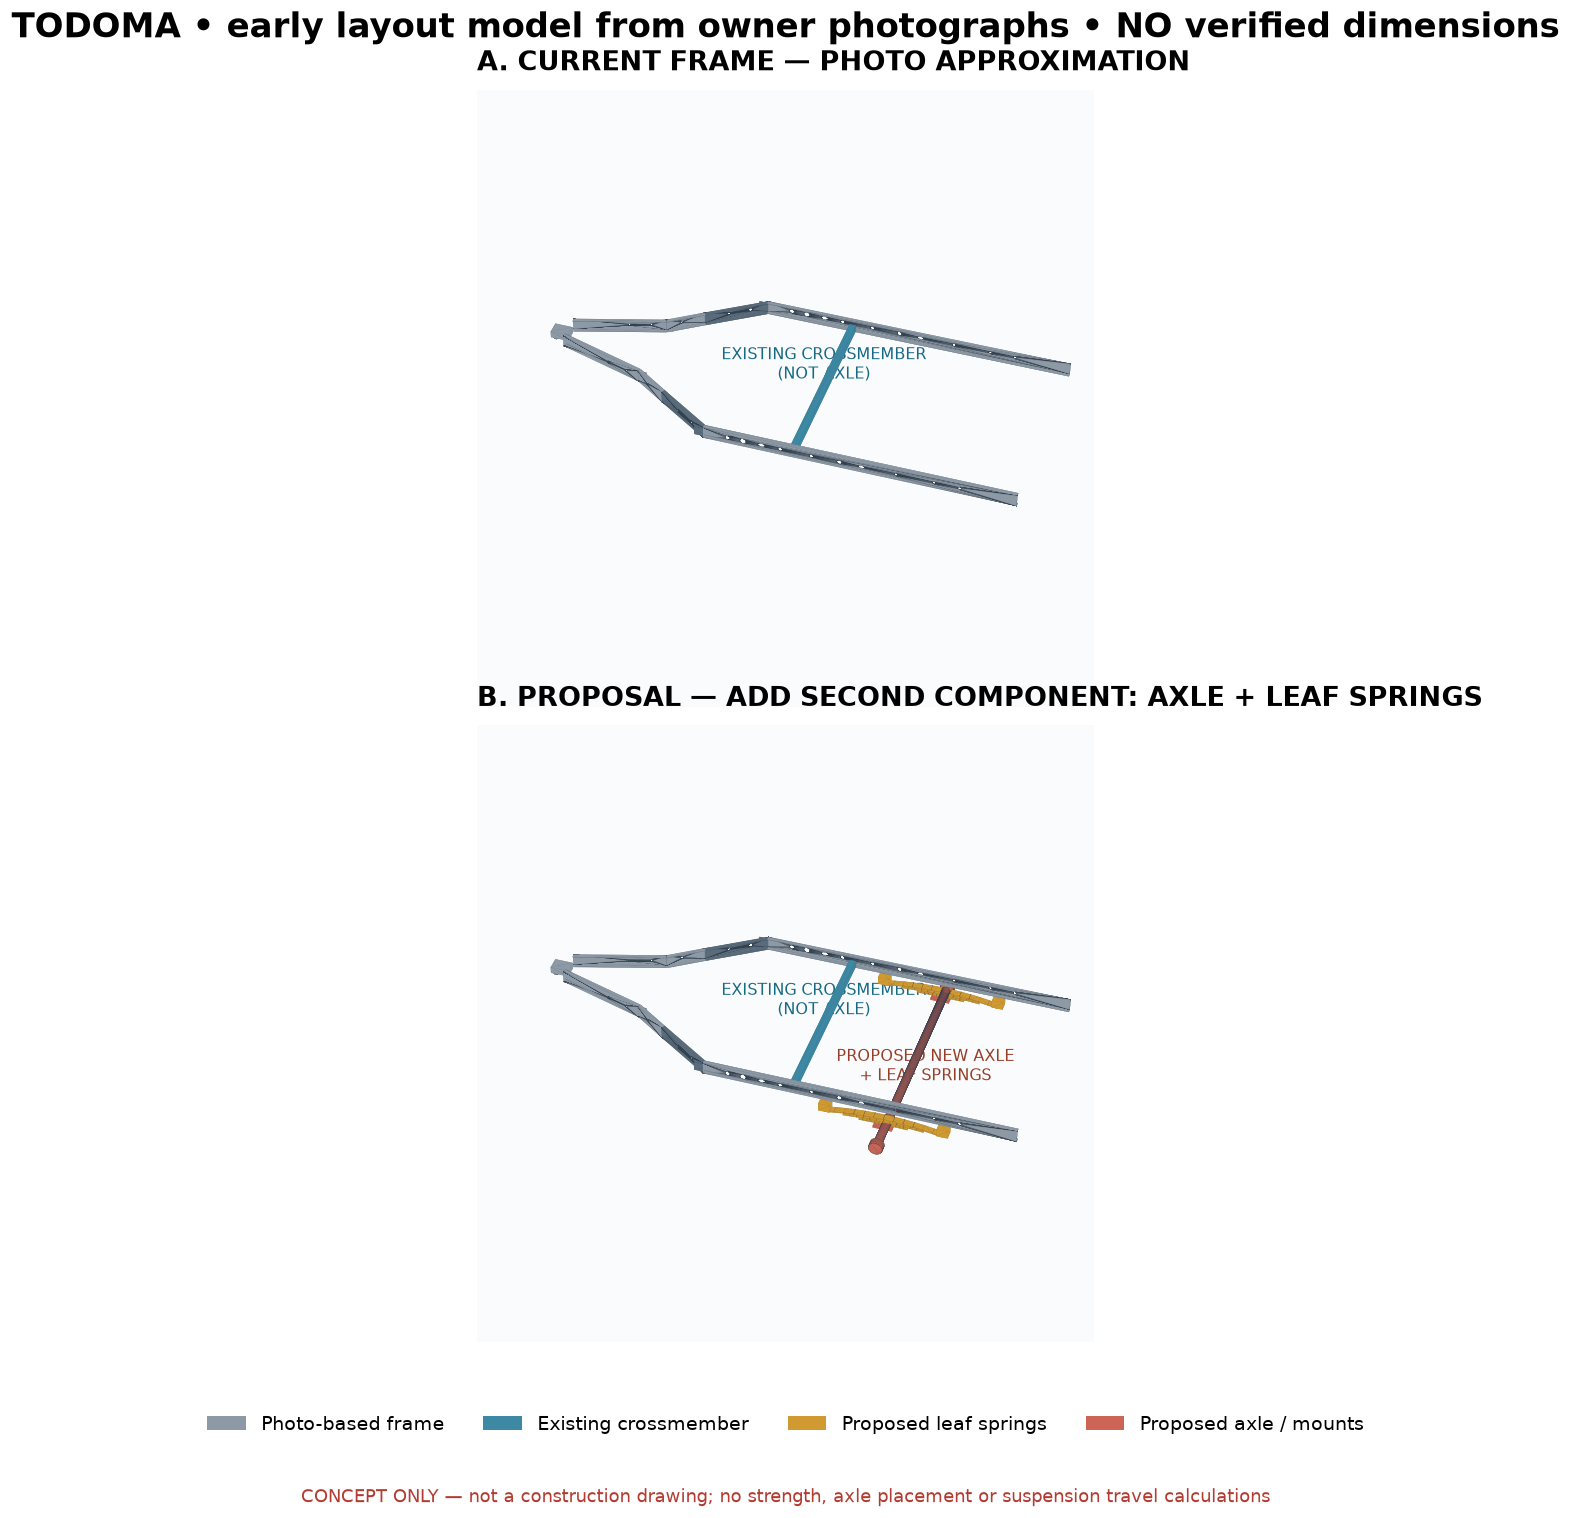 TODOMA • early layout model from owner photographs • NO verified dimensions
A. CURRENT FRAME — PHOTO APPROXIMATION
EXISTING CROSSMEMBER
(NOT AXLE)
B. PROPOSAL — ADD SECOND COMPONENT: AXLE + LEAF SPRINGS
EXISTING CROSSMEMBER
(NOT AXLE)
PROPOSED NEW AXLE
+ LEAF SPRINGS
Photo-based frame
Existing crossmember
Proposed leaf springs
Proposed axle / mounts
CONCEPT ONLY — not a construction drawing; no strength, axle placement or suspension travel calculations